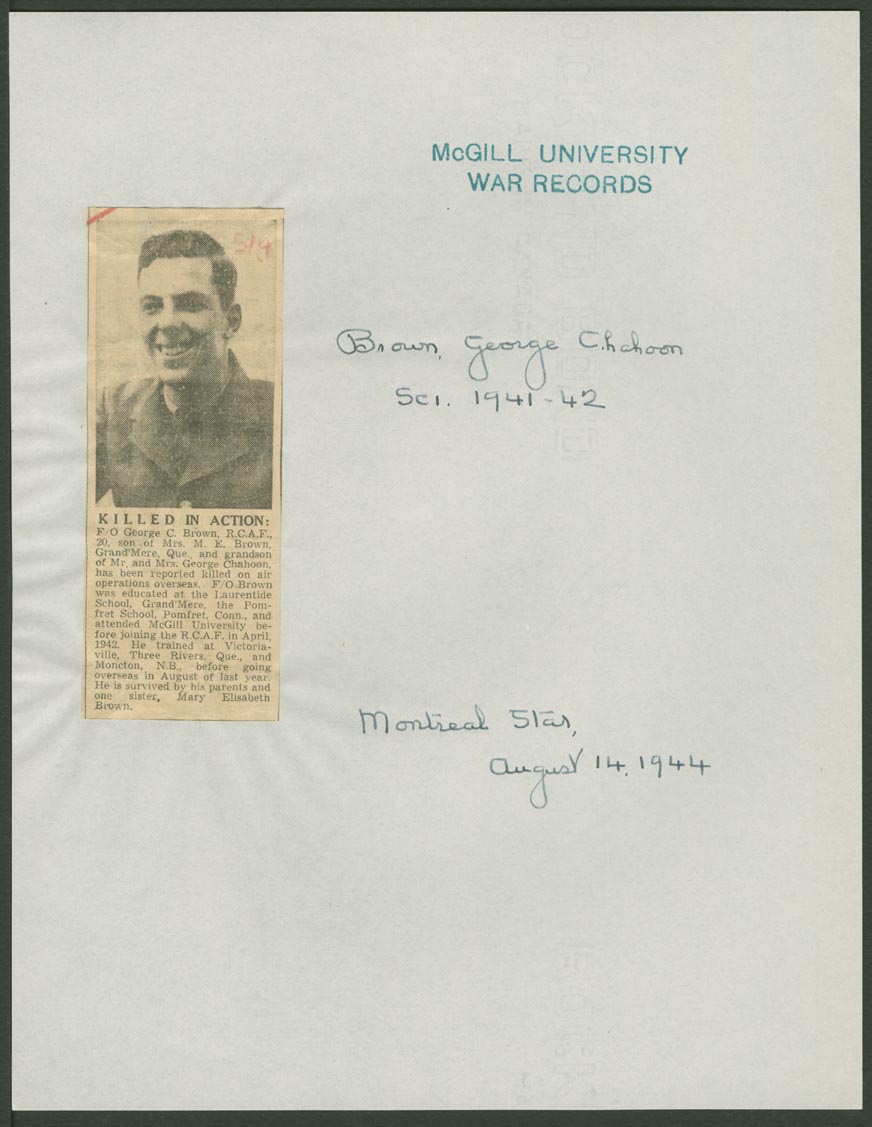 McGILL UNIVERSITY
WAR RECORDS
5/4
Brown, George Chahoon
Sci. 1941-42
KILLED IN ACTION:
F/O George C. Brown, R.C.A.F.,
20, son of Mrs. M. E. Brown,
Grand'Mere, Que., and grandson
of Mr. and Mrs. George Chahoon,
has been reported killed on air
operations overseas. F/O Brown
was educated at the Laurentide
School, Grand'Mere, the Pom-
fret School, Pomfret, Conn., and
attended McGill University be-
fore joining the R.C.A.F. in April,
1942. He trained at Victoria-
ville, Three Rivers, Que., and
Moncton, N.B., before going
overseas in August of last year.
He is survived by his parents and
one sister, Mary Elisabeth
Brown.
Montreal Star,
August 14, 1944